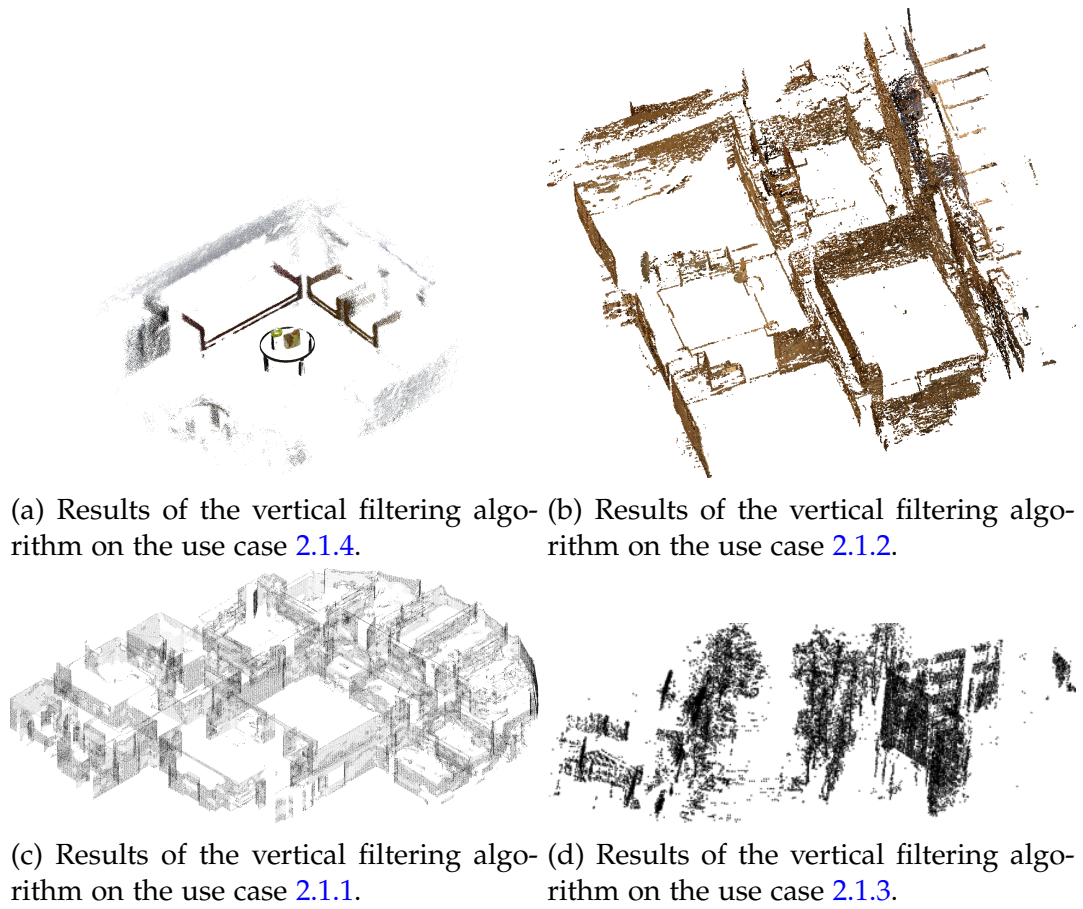 (a) Results of the vertical filtering algo-
rithm on the use case 2.1.4.
(b) Results of the vertical filtering algo-
rithm on the use case 2.1.2.
(c) Results of the vertical filtering algo-
rithm on the use case 2.1.1.
(d) Results of the vertical filtering algo-
rithm on the use case 2.1.3.